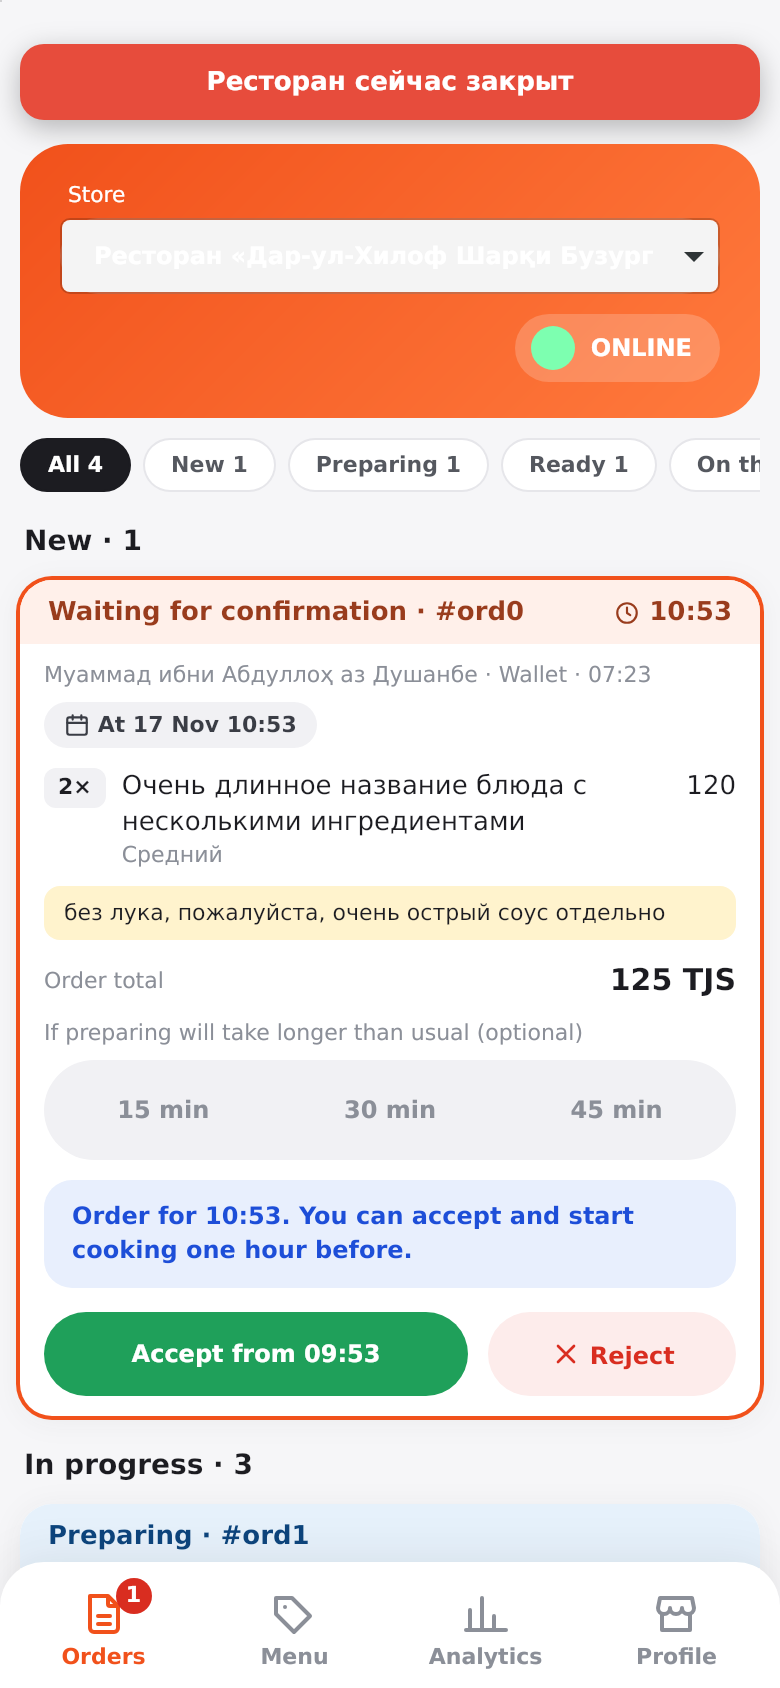 Ресторан сейчас закрыт
Store
Ресторан «Дар-ул-Хилоф Шарқи Бузург
ONLINE
All 4
New 1
Preparing 1
Ready 1
On th
New · 1
Waiting for confirmation · #ord0
10:53
Муаммад ибни Абдуллоҳ аз Душанбе · Wallet · 07:23
At 17 Nov 10:53
2× Очень длинное название блюда с 120
несколькими ингредиентами
Средний
без лука, пожалуйста, очень острый соус отдельно
Order total 125 TJS
If preparing will take longer than usual (optional)
15 min 30 min 45 min
Order for 10:53. You can accept and start
cooking one hour before.
Accept from 09:53
Reject
In progress · 3
Preparing · #ord1
1
Orders Menu Analytics Profile